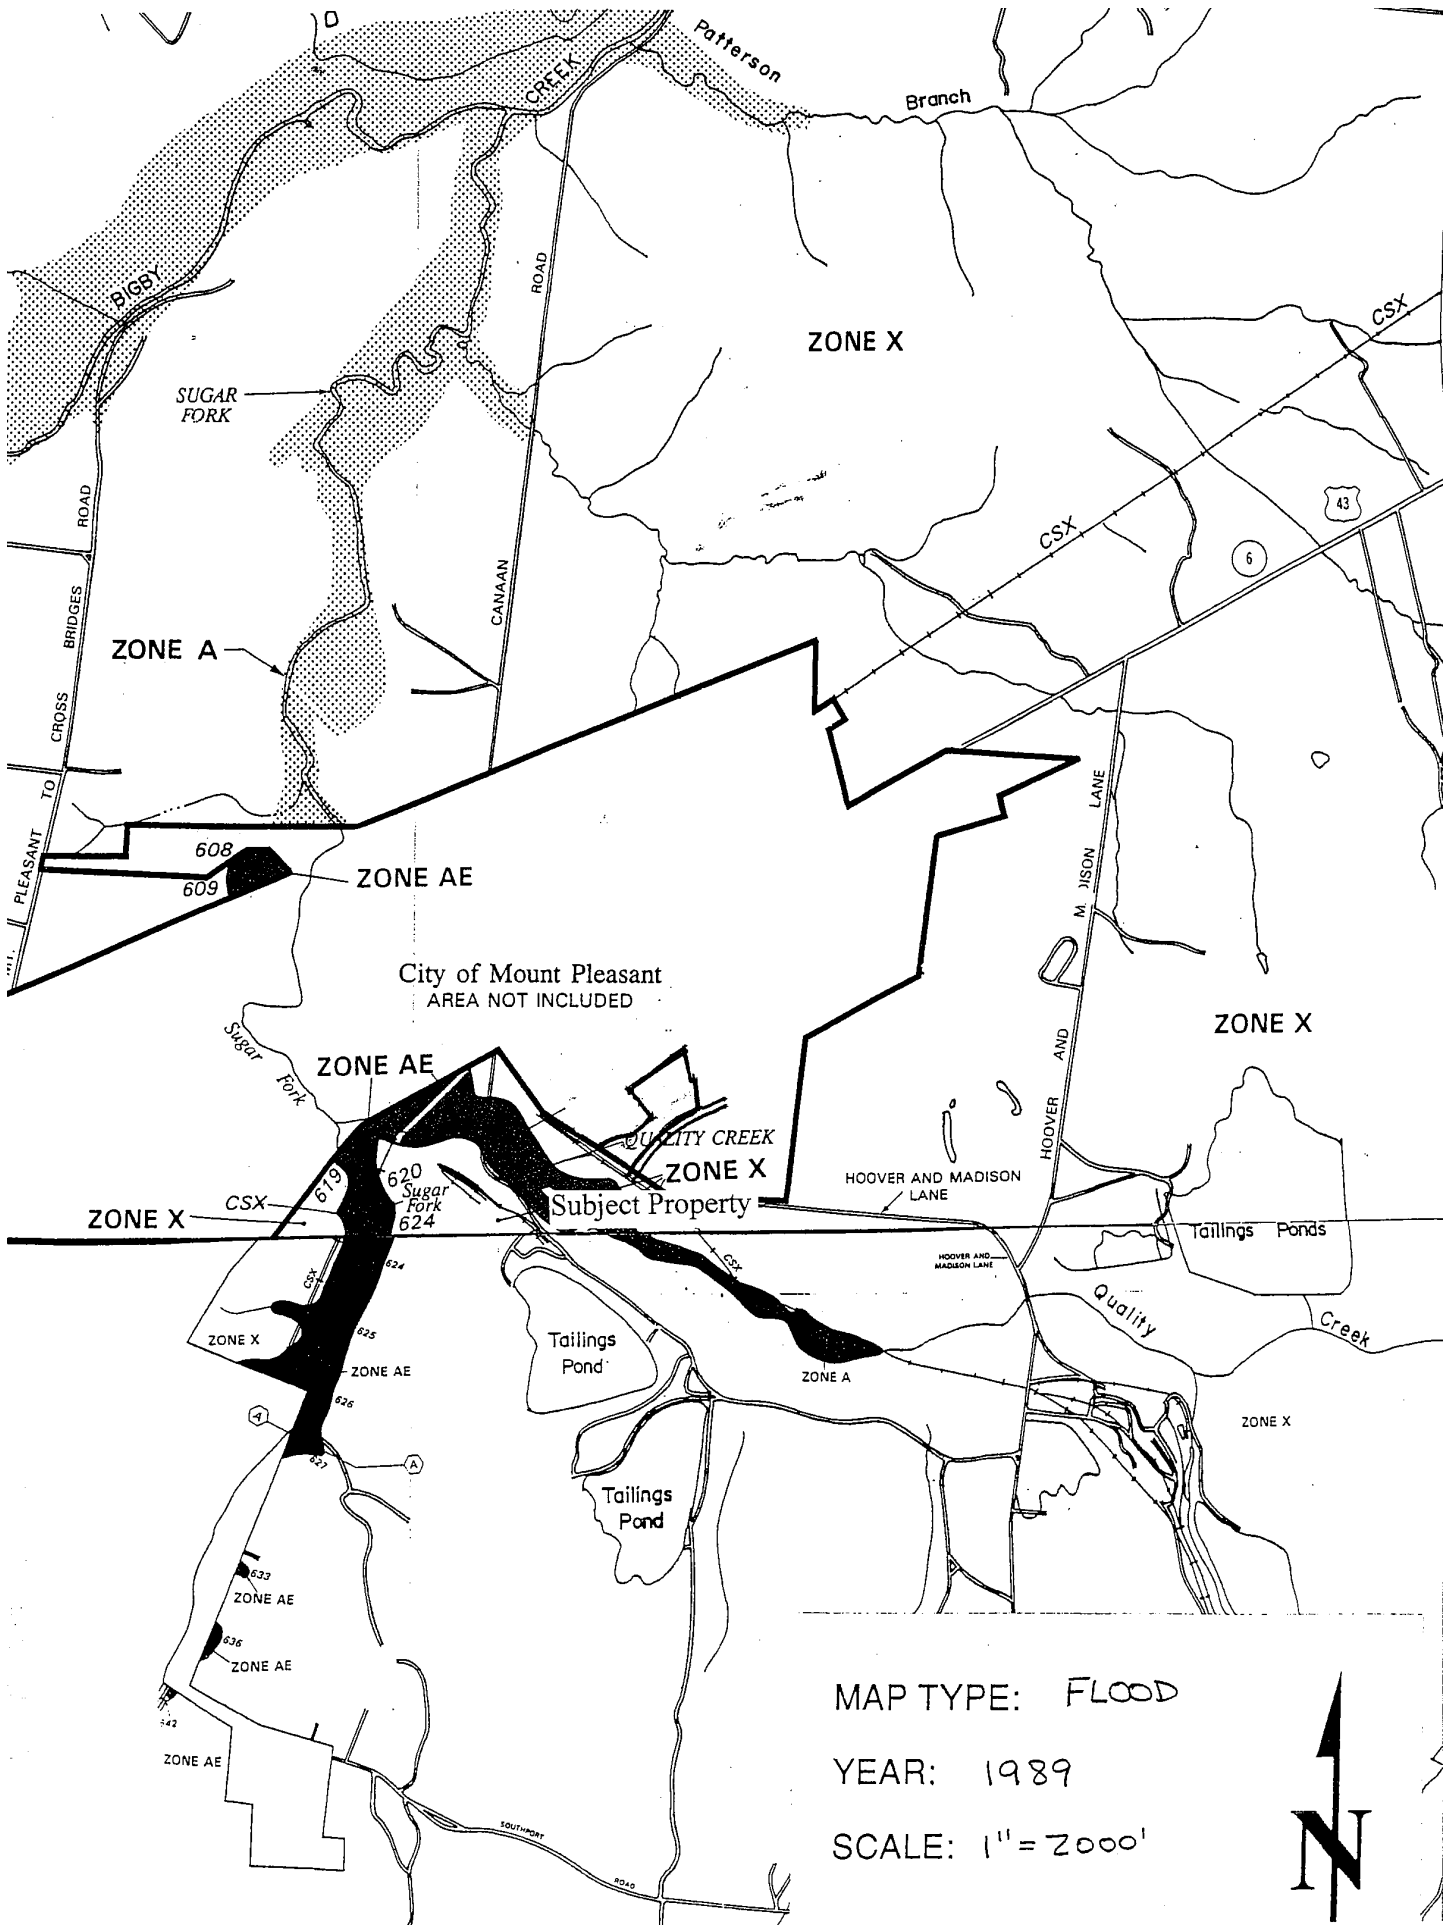 D
Patterson
CREEK
Branch
BIGBY
ROAD
CSX
ZONE X
SUGAR
FORK
ROAD
43
CSX
6
CANAAN
BRIDGES
ZONE A
CROSS
TO
LANE
PLEASANT
608
609
ZONE AE
MT.
City of Mount Pleasant
AREA NOT INCLUDED
ZONE X
Sugar
Fork
ZONE AE
AND
HOOVER
QUALITY CREEK
ZONE X
619
620
Sugar
Fork
624
HOOVER AND MADISON
LANE
CSX
Subject Property
ZONE X
Tailings Ponds
624
CSX
CSX
HOOVER AND
MADISON LANE
Quality
Creek
625
ZONE X
Tailings
Pond
ZONE AE
ZONE A
626
A
ZONE X
627
A
Tailings
Pond
633
ZONE AE
636
ZONE AE
642
ZONE AE
SOUTHPORT
ROAD
MAP TYPE: FLOOD
YEAR: 1989
SCALE: 1"=2000'
N